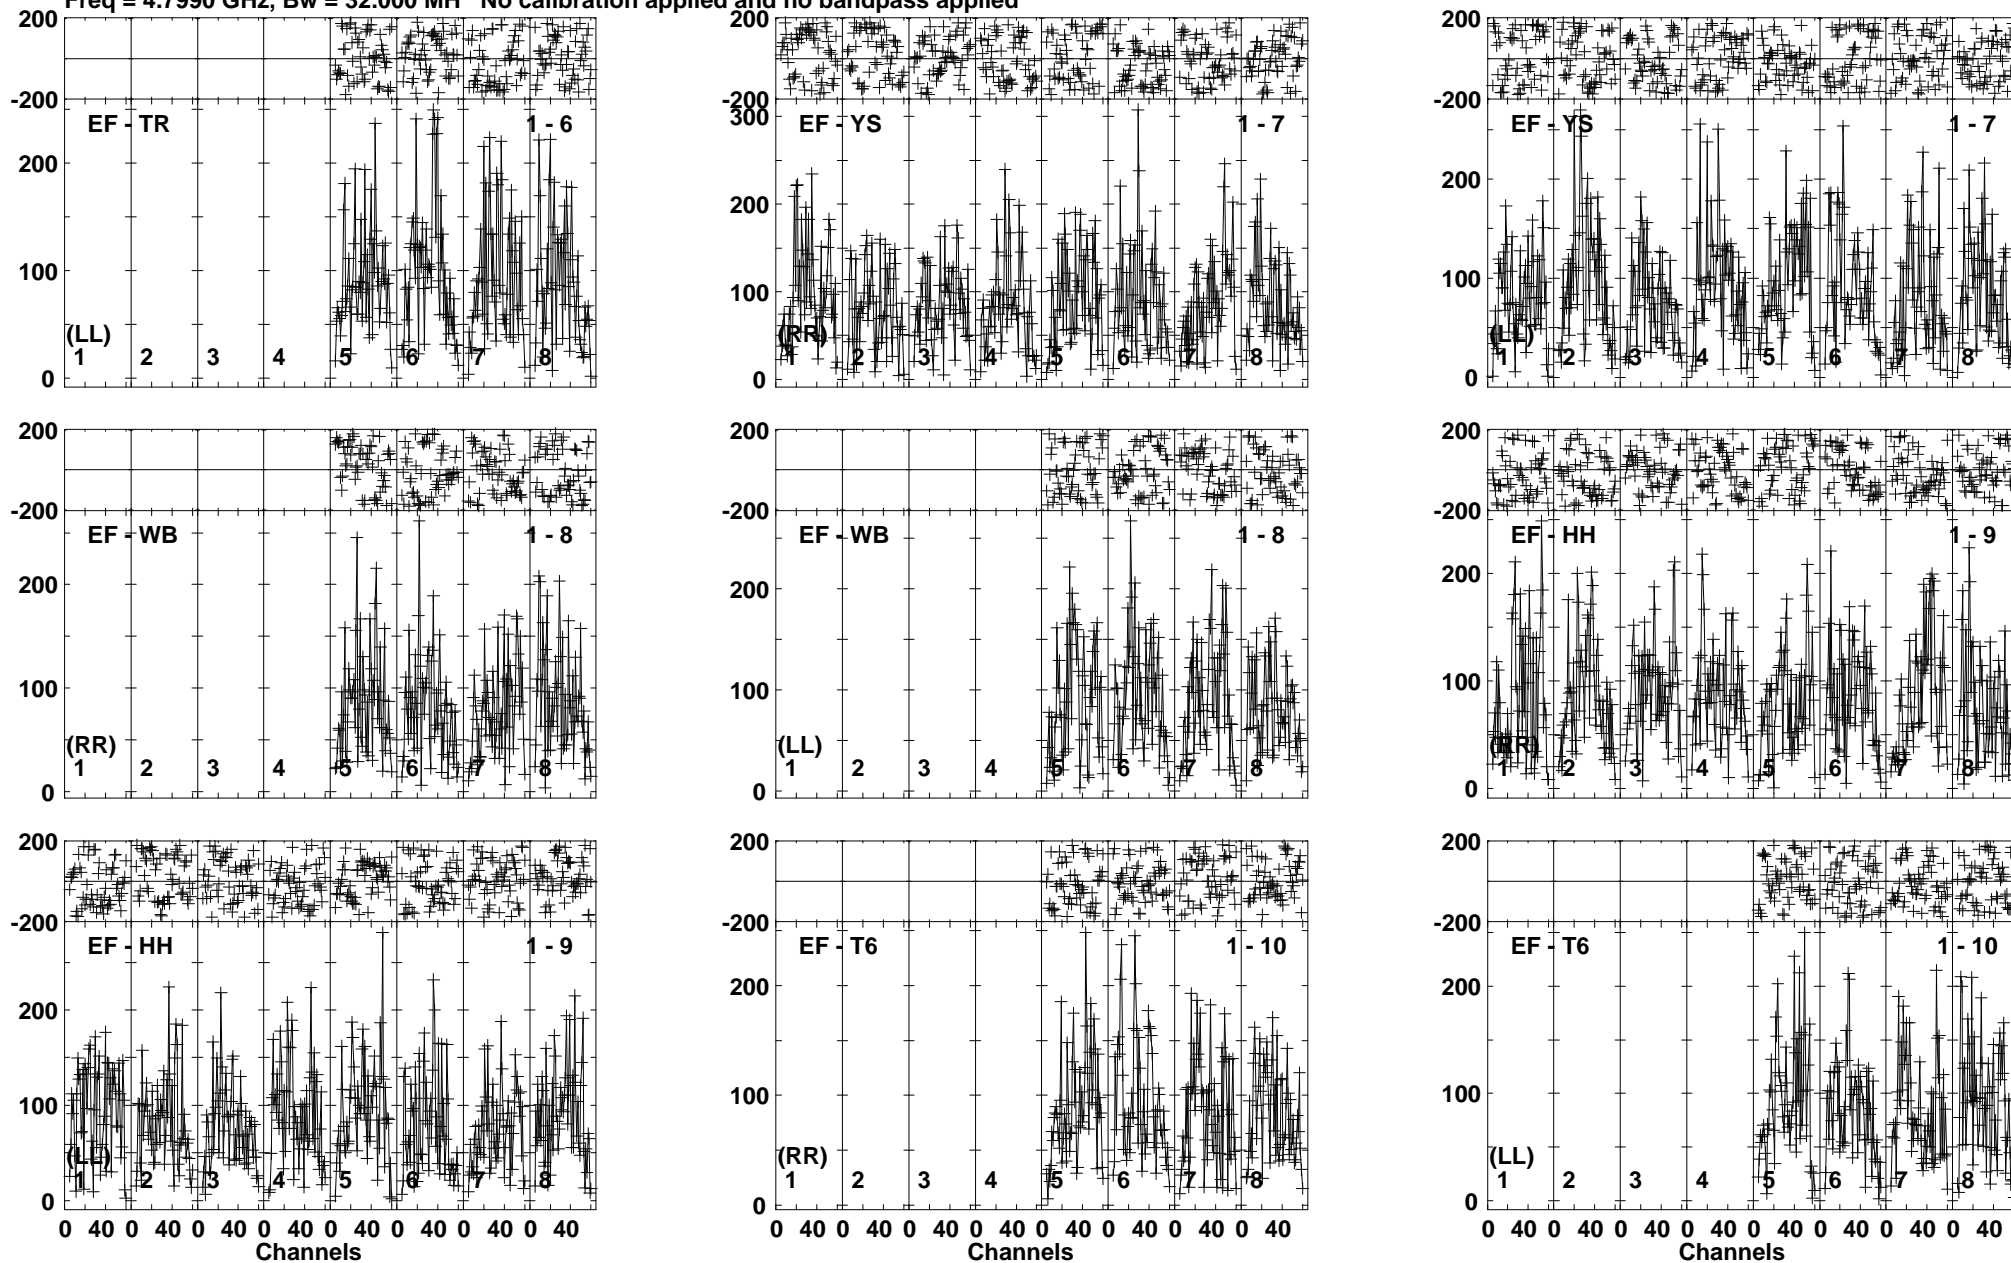 Freq = 4.7990 GHz, Bw = 32.000 MH No calibration applied and no bandpass applied
200 200 200
-200 -200 -200
EF - TR 1 - 6
200
100
0
(LL)
1 2 3 4 5 6 7 8
300 EF - YS 1 - 7
200
100
0
(RR)
1 2 3 4 5 6 7 8
EF - YS 1 - 7
200
100
0
(LL)
1 2 3 4 5 6 7 8
200 200 200
-200 -200 -200
EF - WB 1 - 8
200
100
0
(RR)
1 2 3 4 5 6 7 8
EF - WB 1 - 8
200
100
0
(LL)
1 2 3 4 5 6 7 8
EF - HH 1 - 9
200
100
0
(RR)
1 2 3 4 5 6 7 8
200 200 200
-200 -200 -200
EF - HH 1 - 9
200
100
0
(LL)
1 2 3 4 5 6 7 8
0 40 0 40 0 40 0 40 0 40 0 40 0 40 0 40
Channels
EF - T6 1 - 10
200
100
0
(RR)
1 2 3 4 5 6 7 8
0 40 0 40 0 40 0 40 0 40 0 40 0 40 0 40
Channels
EF - T6 1 - 10
200
100
0
(LL)
1 2 3 4 5 6 7 8
0 40 0 40 0 40 0 40 0 40 0 40 0 40 0 40
Channels